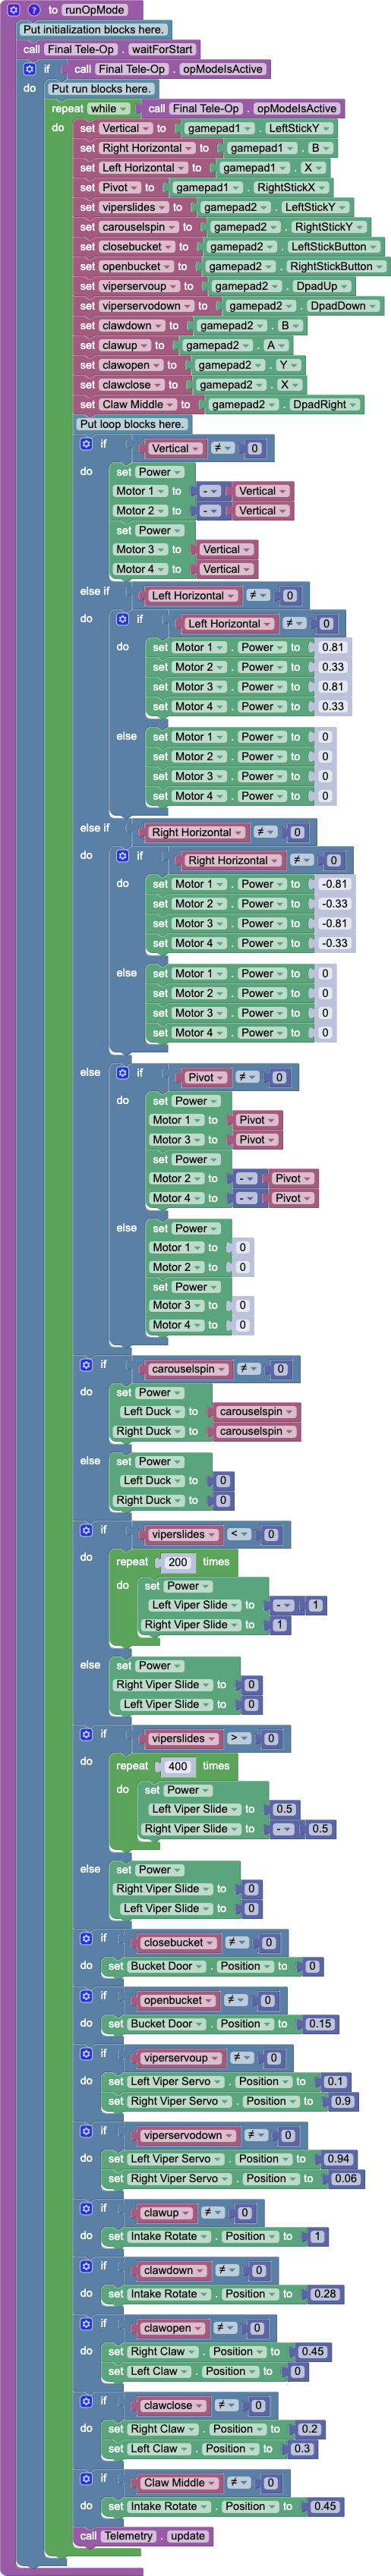 to runOpMode
Put initialization blocks here.
call Final Tele-Op . waitForStart
if call Final Tele-Op . opModeIsActive
do Put run blocks here.
repeat while call Final Tele-Op . opModeIsActive
do set Vertical to gamepad1 . LeftStickY
set Right Horizontal to gamepad1 . B
set Left Horizontal to gamepad1 . X
set Pivot to gamepad1 . RightStickX
set viperslides to gamepad2 . LeftStickY
set carouselspin to gamepad2 . RightStickY
set closebucket to gamepad2 . LeftStickButton
set openbucket to gamepad2 . RightStickButton
set viperservoup to gamepad2 . DpadUp
set viperservodown to gamepad2 . DpadDown
set clawdown to gamepad2 . B
set clawup to gamepad2 . A
set clawopen to gamepad2 . Y
set clawclose to gamepad2 . X
set Claw Middle to gamepad2 . DpadRight
Put loop blocks here.
if Vertical ≠ 0
do set Power
Motor 1 to - Vertical
Motor 2 to - Vertical
set Power
Motor 3 to Vertical
Motor 4 to Vertical
else if Left Horizontal ≠ 0
do if Left Horizontal ≠ 0
do set Motor 1 . Power to 0.81
set Motor 2 . Power to 0.33
set Motor 3 . Power to 0.81
set Motor 4 . Power to 0.33
else set Motor 1 . Power to 0
set Motor 2 . Power to 0
set Motor 3 . Power to 0
set Motor 4 . Power to 0
else if Right Horizontal ≠ 0
do if Right Horizontal ≠ 0
do set Motor 1 . Power to -0.81
set Motor 2 . Power to -0.33
set Motor 3 . Power to -0.81
set Motor 4 . Power to -0.33
else set Motor 1 . Power to 0
set Motor 2 . Power to 0
set Motor 3 . Power to 0
set Motor 4 . Power to 0
else if Pivot ≠ 0
do set Power
Motor 1 to Pivot
Motor 3 to Pivot
set Power
Motor 2 to - Pivot
Motor 4 to - Pivot
else set Power
Motor 1 to 0
Motor 2 to 0
set Power
Motor 3 to 0
Motor 4 to 0
if carouselspin ≠ 0
do set Power
Left Duck to carouselspin
Right Duck to carouselspin
else set Power
Left Duck to 0
Right Duck to 0
if viperslides < 0
do repeat 200 times
do set Power
Left Viper Slide to - 1
Right Viper Slide to 1
else set Power
Right Viper Slide to 0
Left Viper Slide to 0
if viperslides > 0
do repeat 400 times
do set Power
Left Viper Slide to 0.5
Right Viper Slide to - 0.5
else set Power
Right Viper Slide to 0
Left Viper Slide to 0
if closebucket ≠ 0
do set Bucket Door . Position to 0
if openbucket ≠ 0
do set Bucket Door . Position to 0.15
if viperservoup ≠ 0
do set Left Viper Servo . Position to 0.1
set Right Viper Servo . Position to 0.9
if viperservodown ≠ 0
do set Left Viper Servo . Position to 0.94
set Right Viper Servo . Position to 0.06
if clawup ≠ 0
do set Intake Rotate . Position to 1
if clawdown ≠ 0
do set Intake Rotate . Position to 0.28
if clawopen ≠ 0
do set Right Claw . Position to 0.45
set Left Claw . Position to 0
if clawclose ≠ 0
do set Right Claw . Position to 0.2
set Left Claw . Position to 0.3
if Claw Middle ≠ 0
do set Intake Rotate . Position to 0.45
call Telemetry . update